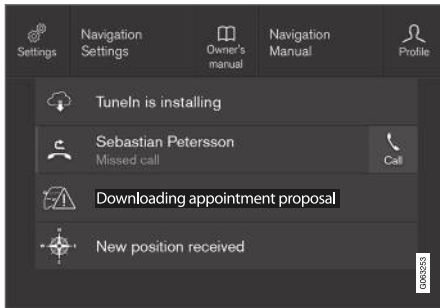 Settings
Navigation
Settings
Owner's
manual
Navigation
Manual
Profile
TuneIn is installing
Sebastian Petersson
Missed call
Call
Downloading appointment proposal
New position received
G063253